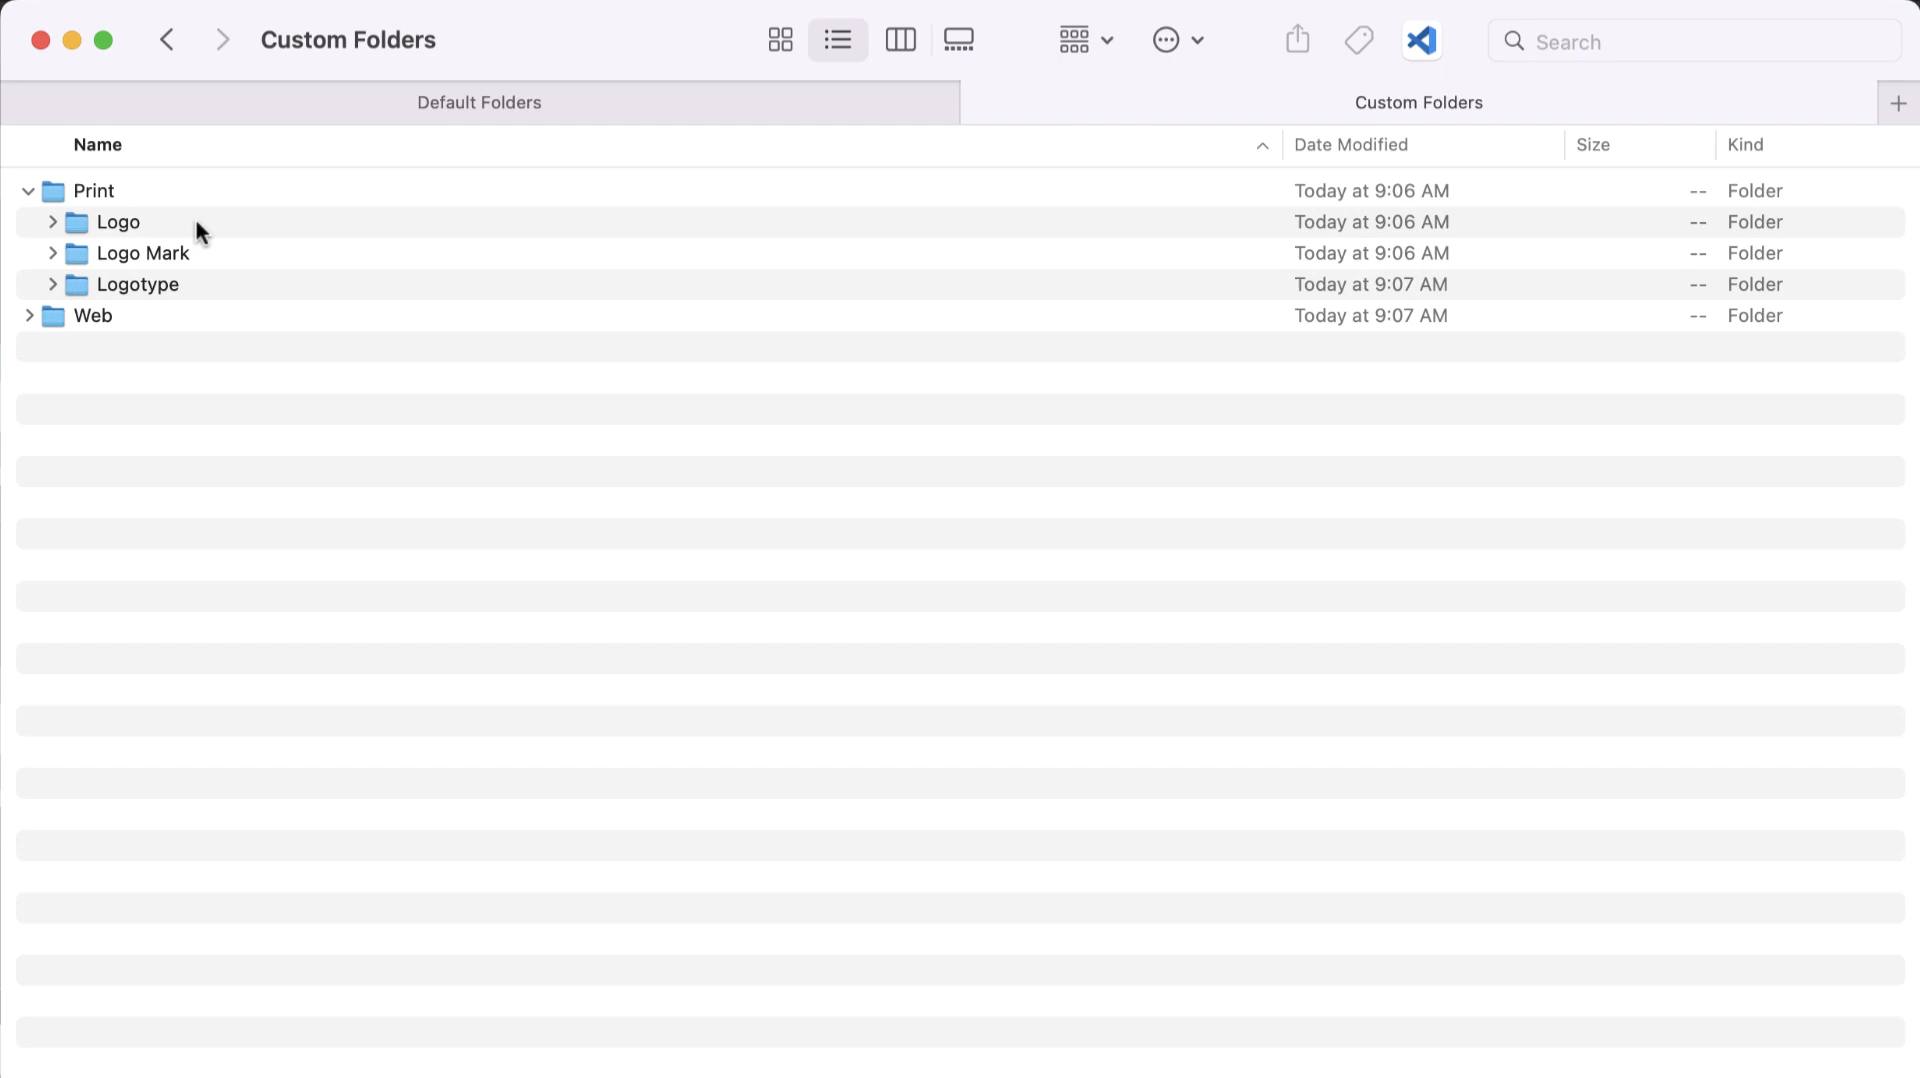 Custom Folders
Search
Default Folders
Custom Folders
Name
Date Modified
Size
Kind
Print
Today at 9:06 AM
--
Folder
Logo
Today at 9:06 AM
--
Folder
Logo Mark
Today at 9:06 AM
--
Folder
Logotype
Today at 9:07 AM
--
Folder
Web
Today at 9:07 AM
--
Folder